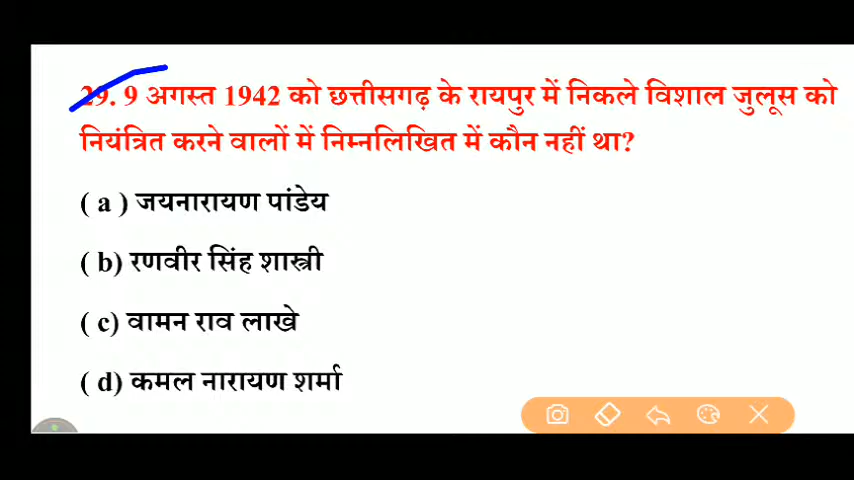 29. 9 अगस्त 1942 को छत्तीसगढ़ के रायपुर में निकले विशाल जुलूस को
नियंत्रित करने वालों में निम्नलिखित में कौन नहीं था?
( a ) जयनारायण पांडेय
( b) रणवीर सिंह शास्त्री
( c) वामन राव लाखे
( d) कमल नारायण शर्मा